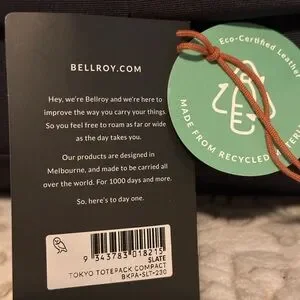 BELLROY.COM
Hey, we're Bellroy and we're here to
improve the way you carry your things.
So you feel free to roam as far or wide
as the day takes you.
Our products are designed in
Melbourne, and made to be carried all
over the world. For 1000 days and more.
So, here's to day one.
9 343783 018215
SLATE
TOKYO TOTEPACK COMPACT
BKPA-SLT-230
Eco-Certified Leather
MADE FROM RECYCLED